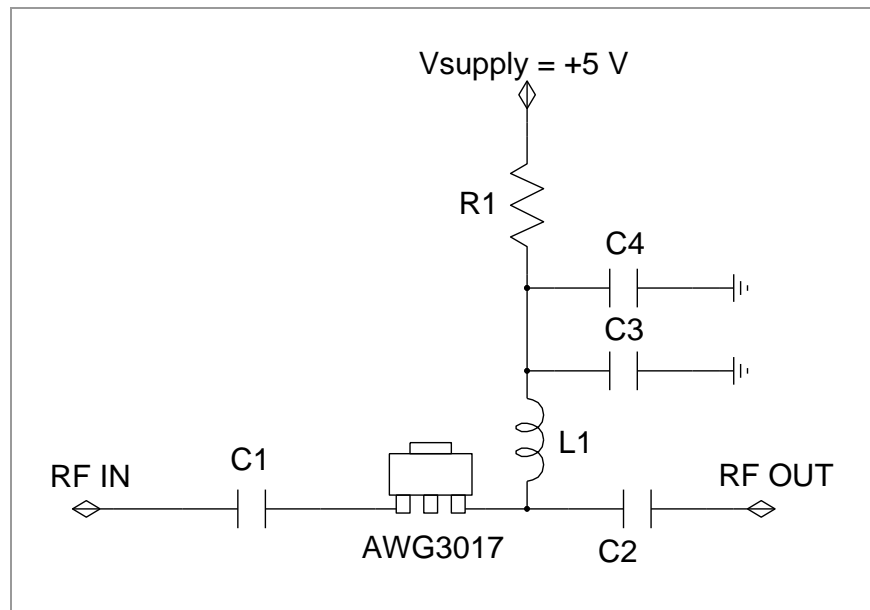 Vsupply = +5 V
R1
C4
C3
L1
C1
RF IN
RF OUT
AWG3017
C2